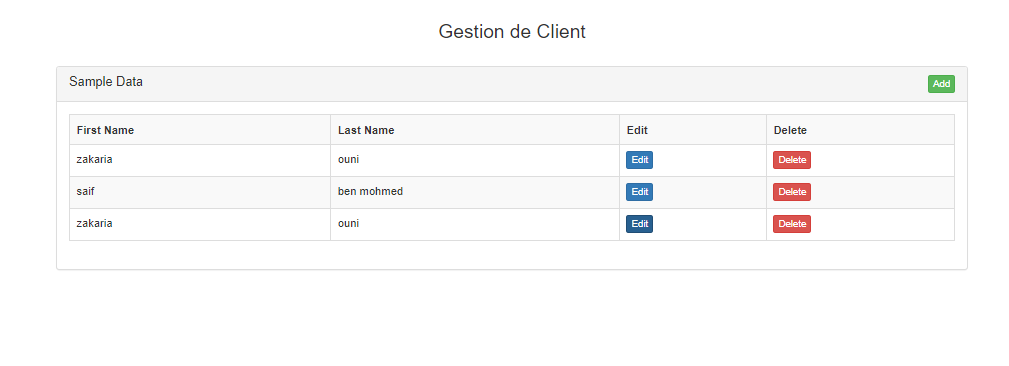 Gestion de Client
Sample Data Add
First Name Last Name Edit Delete
zakaria ouni Edit Delete
saif ben mohmed Edit Delete
zakaria ouni Edit Delete